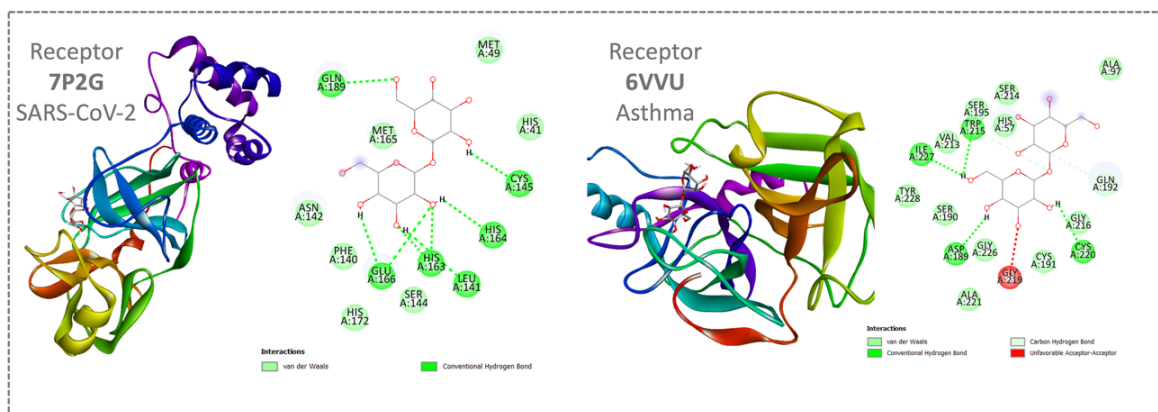 Receptor
7P2G
SARS-CoV-2
MET
A:49
GLN
A:189
MET
A:165
HIS
A:41
CYS
A:145
ASN
A:142
HIS
A:164
PHE
A:140
GLU
A:166
HIS
A:163
LEU
A:141
SER
A:144
HIS
A:172
H
H
H
H
Interactions
van der Waals
Conventional Hydrogen Bond
Receptor
6VVU
Asthma
ALA
A:97
SER
A:214
SER
A:195
HIS
A:57
TRP
A:215
VAL
A:213
ILE
A:227
GLN
A:192
TYR
A:228
SER
A:190
GLY
A:216
ASP
A:189
GLY
A:226
CYS
A:191
CYS
A:220
GLY
A:219
ALA
A:221
H
H
H
Interactions
van der Waals
Conventional Hydrogen Bond
Carbon Hydrogen Bond
Unfavorable Acceptor-Acceptor